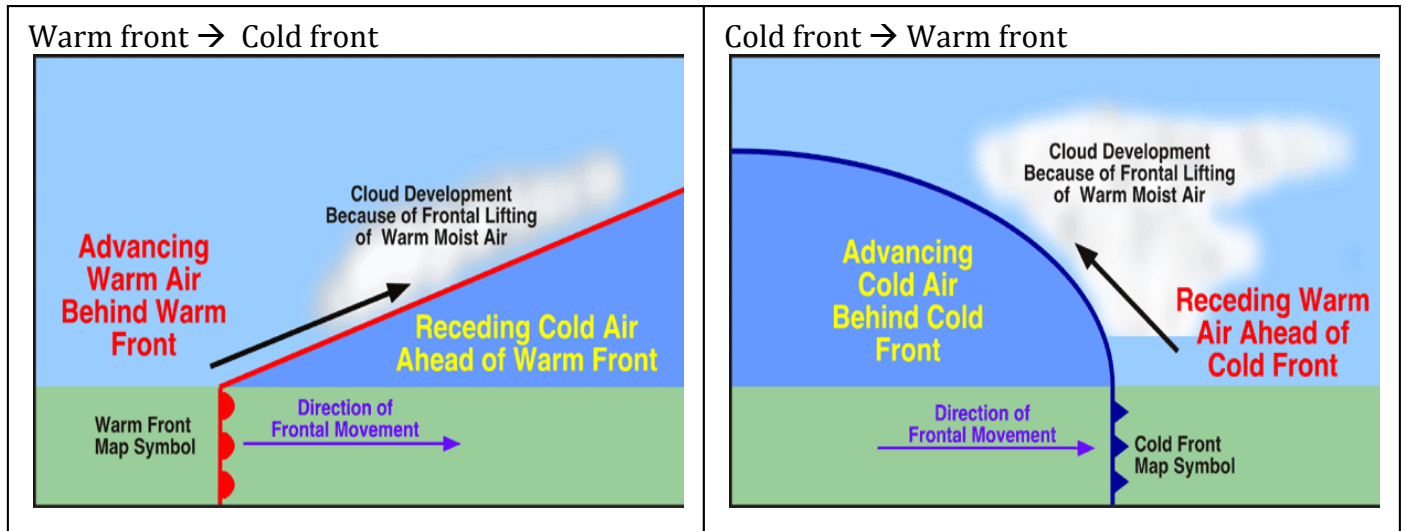 Warm front → Cold front
Cloud Development
Because of Frontal Lifting
of Warm Moist Air
Advancing
Warm Air
Behind Warm
Front
Receding Cold Air
Ahead of Warm Front
Warm Front
Map Symbol
Direction of
Frontal Movement
Cold front → Warm front
Cloud Development
Because of Frontal Lifting
of Warm Moist Air
Advancing
Cold Air
Behind Cold
Front
Receding Warm
Air Ahead of
Cold Front
Direction of
Frontal Movement
Cold Front
Map Symbol